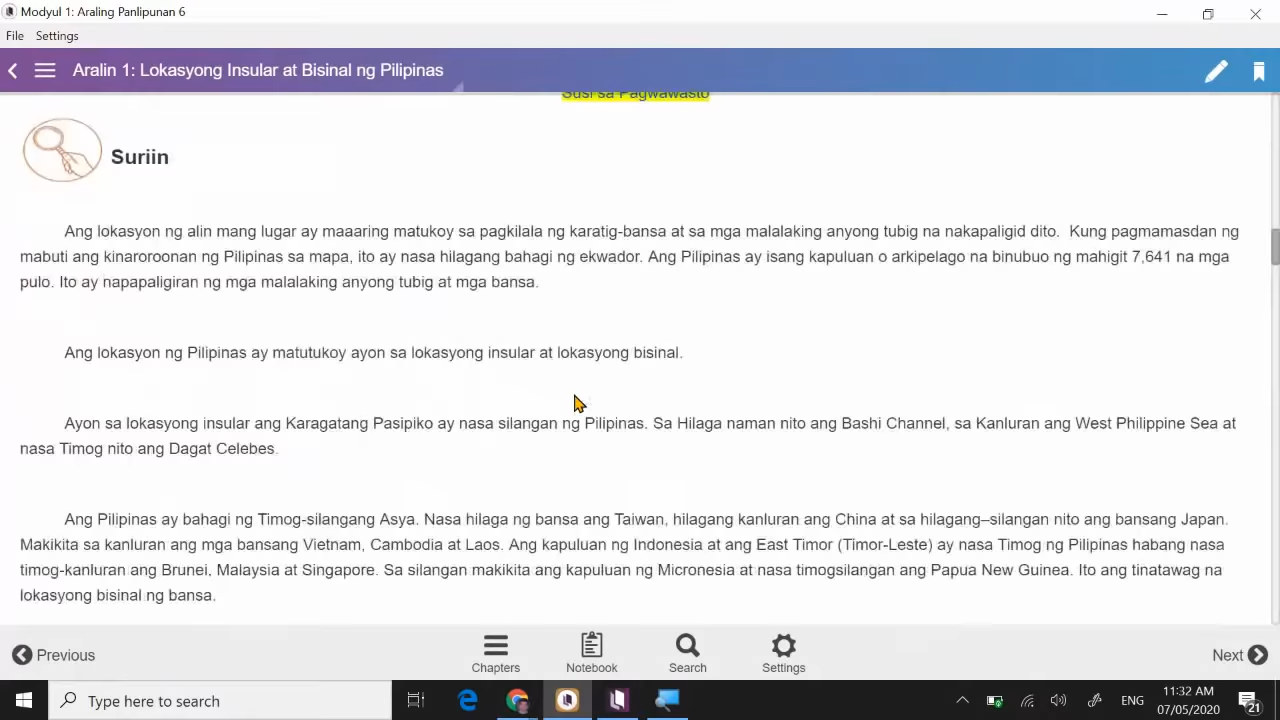 Modyul 1: Araling Panlipunan 6
File Settings
Aralin 1: Lokasyong Insular at Bisinal ng Pilipinas
Susi sa Pagwawasto
Suriin
Ang lokasyon ng alin mang lugar ay maaaring matukoy sa pagkilala ng karatig-bansa at sa mga malalaking anyong tubig na nakapaligid dito. Kung pagmamasdan ng
mabuti ang kinaroroonan ng Pilipinas sa mapa, ito ay nasa hilagang bahagi ng ekwador. Ang Pilipinas ay isang kapuluan o arkipelago na binubuo ng mahigit 7,641 na mga
pulo. Ito ay napapaligiran ng mga malalaking anyong tubig at mga bansa.
Ang lokasyon ng Pilipinas ay matutukoy ayon sa lokasyong insular at lokasyong bisinal.
Ayon sa lokasyong insular ang Karagatang Pasipiko ay nasa silangan ng Pilipinas. Sa Hilaga naman nito ang Bashi Channel, sa Kanluran ang West Philippine Sea at
nasa Timog nito ang Dagat Celebes.
Ang Pilipinas ay bahagi ng Timog-silangang Asya. Nasa hilaga ng bansa ang Taiwan, hilagang kanluran ang China at sa hilagang–silangan nito ang bansang Japan.
Makikita sa kanluran ang mga bansang Vietnam, Cambodia at Laos. Ang kapuluan ng Indonesia at ang East Timor (Timor-Leste) ay nasa Timog ng Pilipinas habang nasa
timog-kanluran ang Brunei, Malaysia at Singapore. Sa silangan makikita ang kapuluan ng Micronesia at nasa timogsilangan ang Papua New Guinea. Ito ang tinatawag na
lokasyong bisinal ng bansa.
Previous
Chapters
Notebook
Search
Settings
Next
Type here to search
ENG
11:32 AM
07/05/2020
21